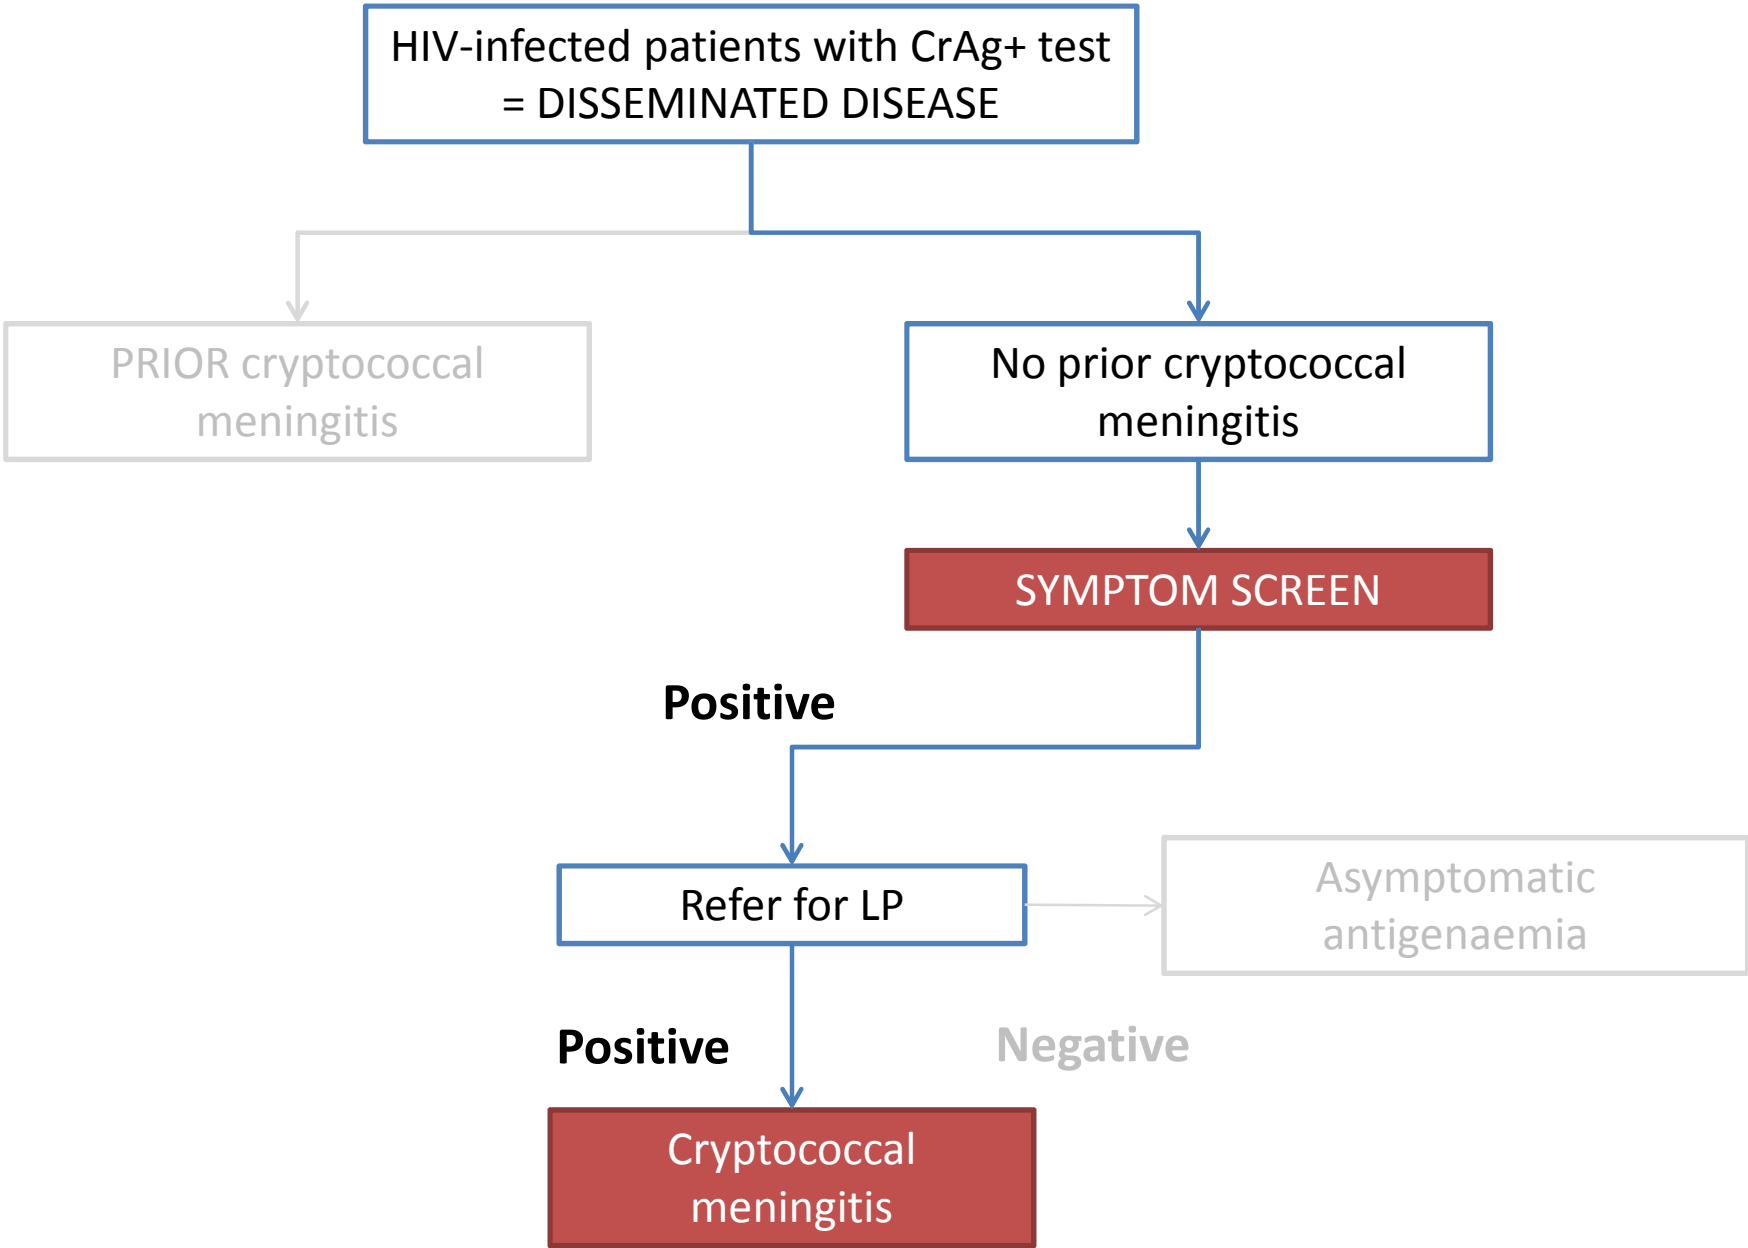 HIV-infected patients with CrAg+ test
= DISSEMINATED DISEASE
PRIOR cryptococcal
meningitis
No prior cryptococcal
meningitis
SYMPTOM SCREEN
Positive
Refer for LP
Asymptomatic
antigenaemia
Positive
Negative
Cryptococcal
meningitis